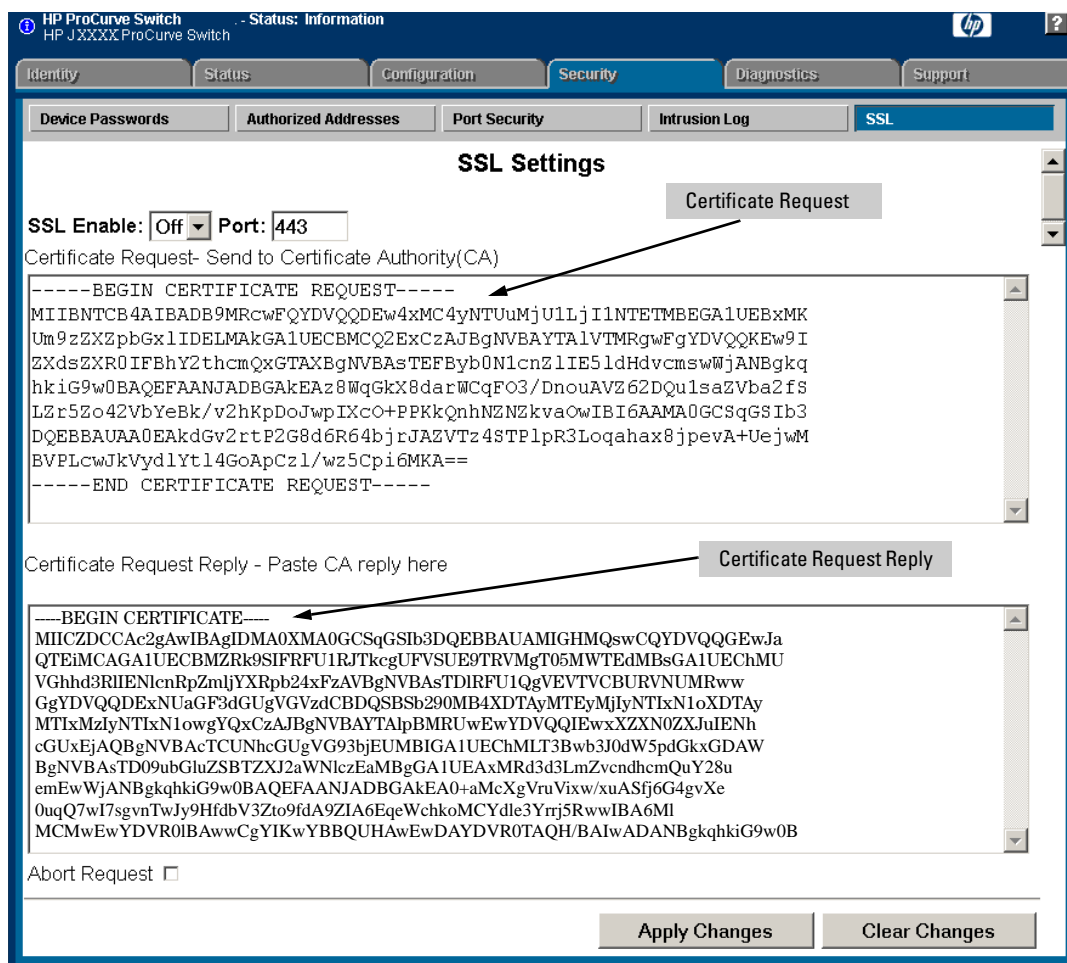 HP ProCurve Switch . - Status: Information
HP JXXXX ProCurve Switch
hp
?
Identity Status Configuration Security Diagnostics Support
Device Passwords Authorized Addresses Port Security Intrusion Log SSL
SSL Settings
Certificate Request
SSL Enable: Off Port: 443
Certificate Request- Send to Certificate Authority(CA)
-----BEGIN CERTIFICATE REQUEST-----
MIIBNTCB4AIBADB9MRcwFQYDVQQDEw4xMC4yNTUuMjU1LjI1NTETMBEGA1UEBxMK
Um9zZXZpbGxlIDELMAkGA1UECBMCQ2ExCzAJBgNVBAYTAlVTMRgwFgYDVQQKEw9I
ZXdsZXR0IFBhY2thcmQxGTAXBgNVBAsTEFByb0N1cnZlIE5ldHdvcmswWjANBgkq
hkiG9w0BAQEFAANJADBGAkEAz8WqGkX8darWCqFO3/DnouAVZ62DQu1saZVba2fS
LZr5Zo42VbYeBk/v2hKpDoJwpIXcO+PPKkQnhNZNZkvaOwIBI6AAMA0GCSqGSIb3
DQEBBAUAA0EAkdGv2rtP2G8d6R64bjrJAZVTz4STPlpR3Loqahax8jpevA+UejwM
BVPLcwJkVydlYtl4GoApCzl/wz5Cpi6MKA==
-----END CERTIFICATE REQUEST-----
Certificate Request Reply - Paste CA reply here
Certificate Request Reply
-----BEGIN CERTIFICATE-----
MIICZDCCAc2gAwIBAgIDMA0XMA0GCSqGSIb3DQEBBAUAMIGHMQswCQYDVQQGEwJa
QTEiMCAGA1UECBMZRk9SIFRFU1RJTkcgUFVSUE9TRVMgT05MWTEdMBsGA1UEChMU
VGhhd3RlIENlcnRpZmljYXRpb24xFzAVBgNVBAsTDlRFU1QgVEVTVCBURVNUMRww
GgYDVQQDExNUaGF3dGUgVGVzdCBDQSBSb290MB4XDTAyMTEyMjIyNTIxN1oXDTAy
MTIxMzIyNTIxN1owgYQxCzAJBgNVBAYTAlpBMRUwEwYDVQQIEwxXZXN0ZXJuIENh
cGUxEjAQBgNVBAcTCUNhcGUgVG93bjEUMBIGA1UEChMLT3Bwb3J0dW5pdGkxGDAW
BgNVBAsTD09ubGluZSBTZXJ2aWNlczEaMBgGA1UEAxMRd3d3LmZvcndhcmQuY28u
emEwWjANBgkqhkiG9w0BAQEFAANJADBGAkEA0+aMcXgVruVixw/xuASfj6G4gvXe
0uqQ7wI7sgvnTwJy9HfdbV3Zto9fdA9ZIA6EqeWchkoMCYdle3Yrrj5RwwIBA6Ml
MCMwEwYDVR0lBAwwCgYIKwYBBQUHAwEwDAYDVR0TAQH/BAIwADANBgkqhkiG9w0B
Abort Request
Apply Changes Clear Changes